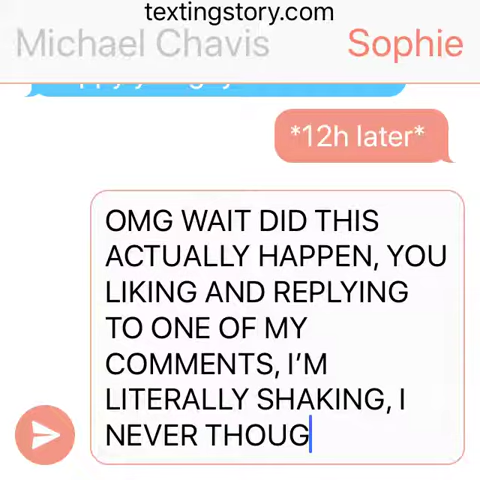 textingstory.com
Michael Chavis Sophie
*12h later*
OMG WAIT DID THIS
ACTUALLY HAPPEN, YOU
LIKING AND REPLYING
TO ONE OF MY
COMMENTS, I’M
LITERALLY SHAKING, I
NEVER THOUG